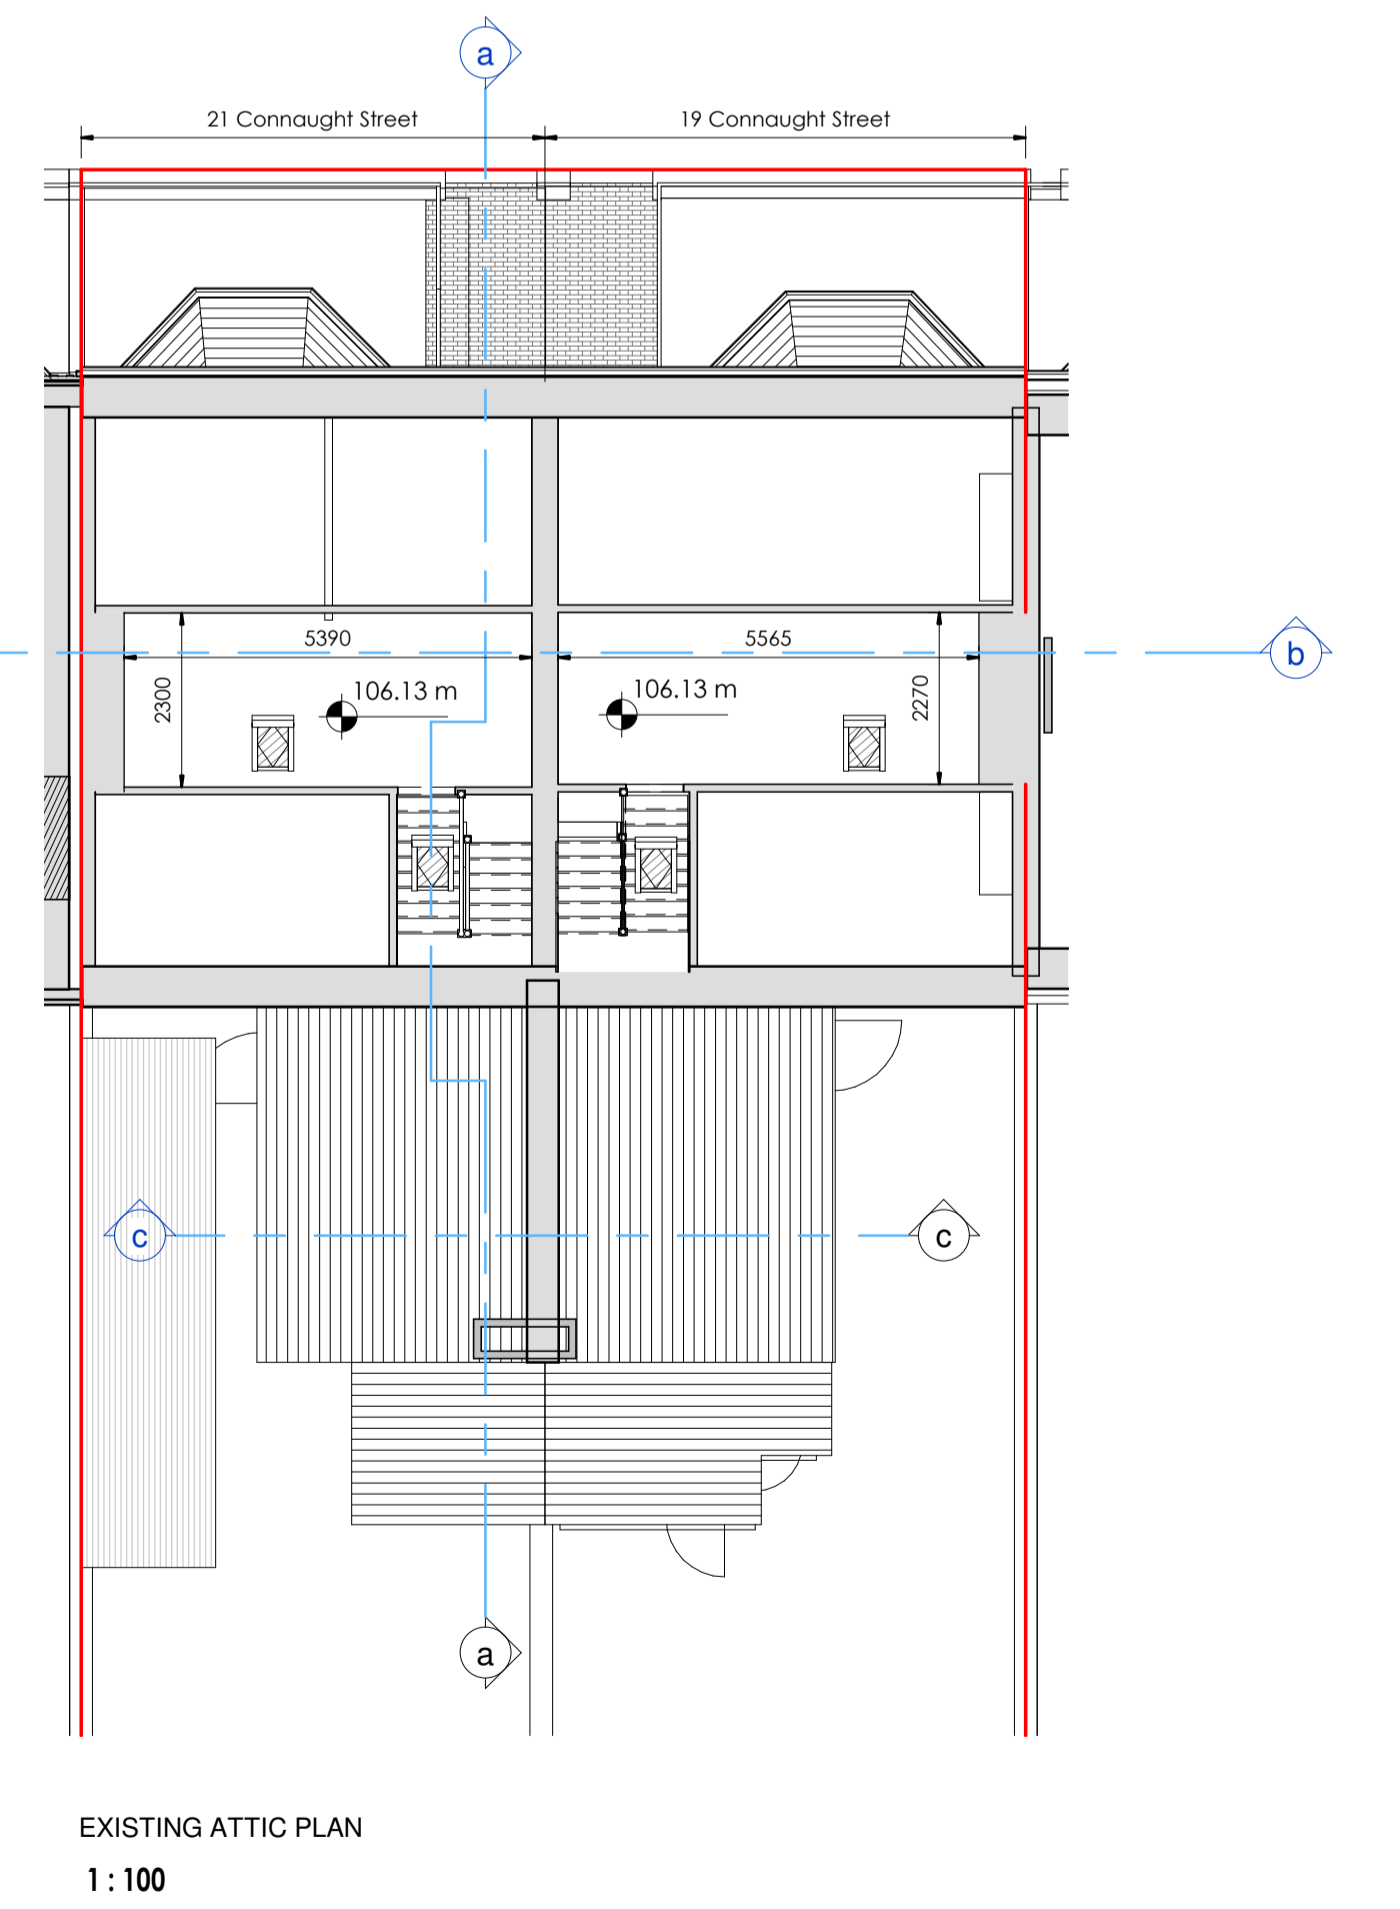 a
21 Connaught Street
19 Connaught Street
5390
5565
b
2300
106.13 m
106.13 m
2270
c
c
a
EXISTING ATTIC PLAN
1 : 100